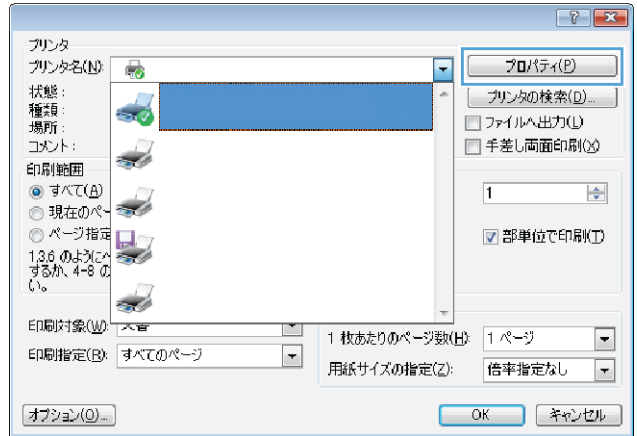 プリンタ
プリンタ名(N):
プロパティ(P)
状態:
プリンタの検索(D)...
種類:
場所:
ファイルへ出力(L)
コメント:
手差し両面印刷(X)
印刷範囲
すべて(A)
1
現在のペー
ページ指定
部単位で印刷(T)
1,3,6 のようにペ
するか、4-8 の
い。
印刷対象(W):
1 枚あたりのページ数(H):
1 ページ
印刷指定(R):
すべてのページ
用紙サイズの指定(Z):
倍率指定なし
オプション(O)...
OK
キャンセル